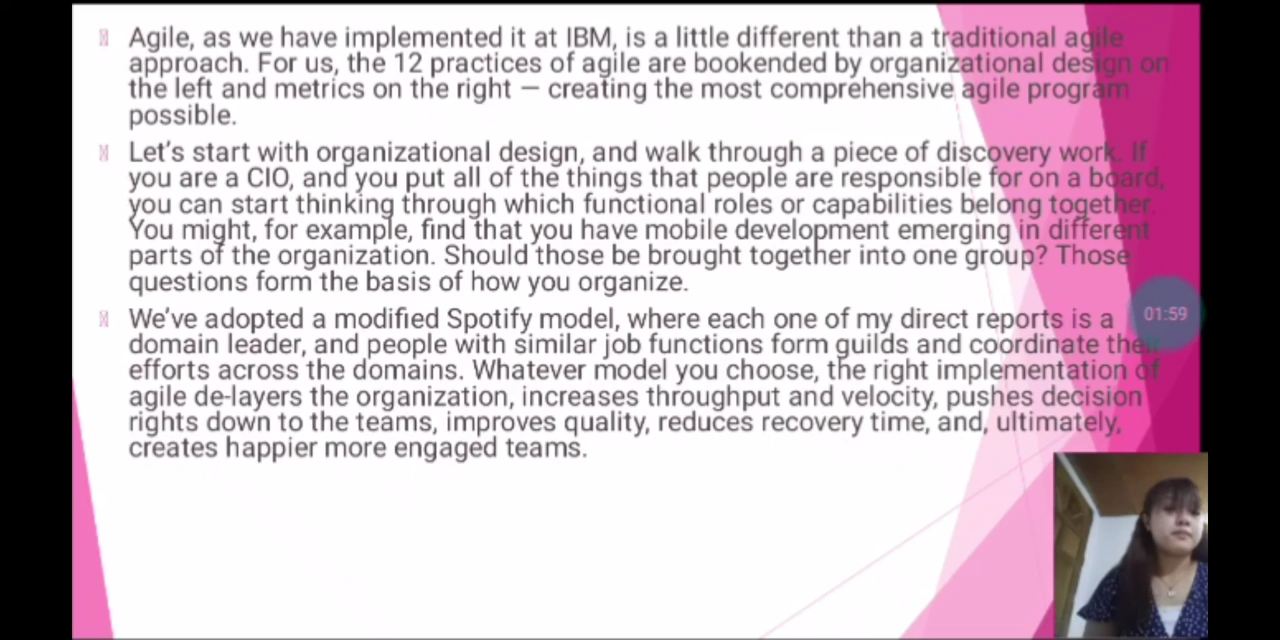 Agile, as we have implemented it at IBM, is a little different than a traditional agile
approach. For us, the 12 practices of agile are bookended by organizational design on
the left and metrics on the right — creating the most comprehensive agile program
possible.
Let's start with organizational design, and walk through a piece of discovery work. If
you are a CIO, and you put all of the things that people are responsible for on a board,
you can start thinking through which functional roles or capabilities belong together.
You might, for example, find that you have mobile development emerging in different
parts of the organization. Should those be brought together into one group? Those
questions form the basis of how you organize.
We've adopted a modified Spotify model, where each one of my direct reports is a
domain leader, and people with similar job functions form guilds and coordinate their
efforts across the domains. Whatever model you choose, the right implementation of
agile de-layers the organization, increases throughput and velocity, pushes decision
rights down to the teams, improves quality, reduces recovery time, and, ultimately,
creates happier more engaged teams.
01:59